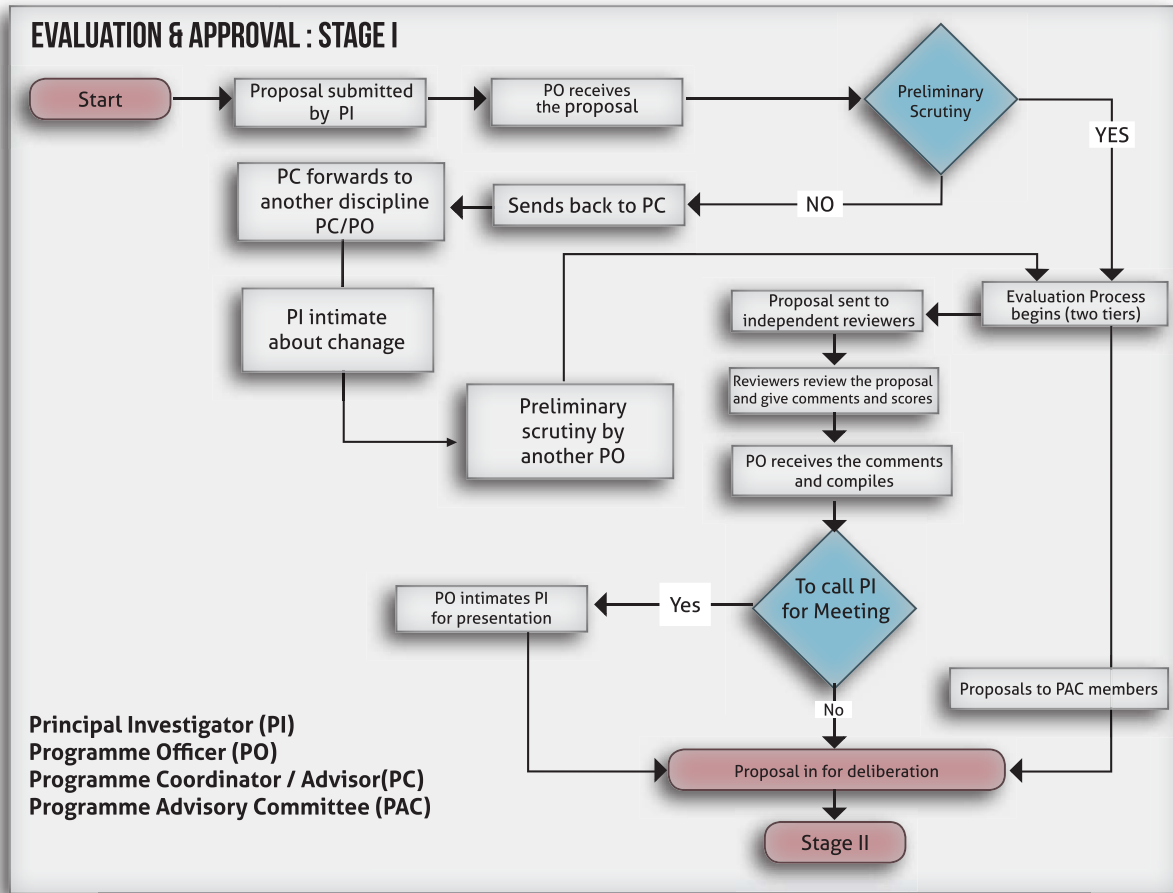 EVALUATION & APPROVAL : STAGE I
Start
Proposal submitted
by PI
PO receives
the proposal
Preliminary
Scrutiny
YES
NO
Sends back to PC
PC forwards to
another discipline
PC/PO
PI intimate
about chanage
Preliminary
scrutiny by
another PO
Evaluation Process
begins (two tiers)
Proposal sent to
independent reviewers
Reviewers review the proposal
and give comments and scores
PO receives the comments
and compiles
To call PI
for Meeting
Yes
PO intimates PI
for presentation
No
Proposals to PAC members
Proposal in for deliberation
Stage II
Principal Investigator (PI)
Programme Officer (PO)
Programme Coordinator / Advisor(PC)
Programme Advisory Committee (PAC)